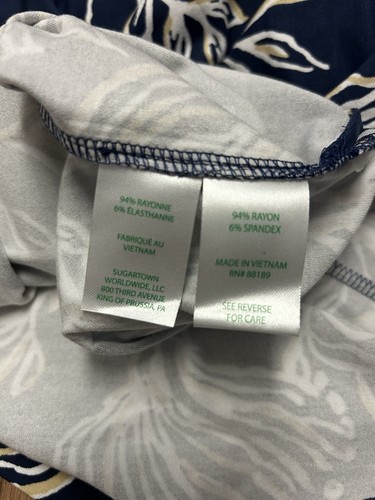 94% RAYONNE
6% ÉLASTHANNE
FABRIQUÉ AU
VIETNAM
SUGARTOWN
WORLDWIDE, LLC
800 THIRD AVENUE
KING OF PRUSSIA, PA
94% RAYON
6% SPANDEX
MADE IN VIETNAM
RN# 88189
SEE REVERSE
FOR CARE